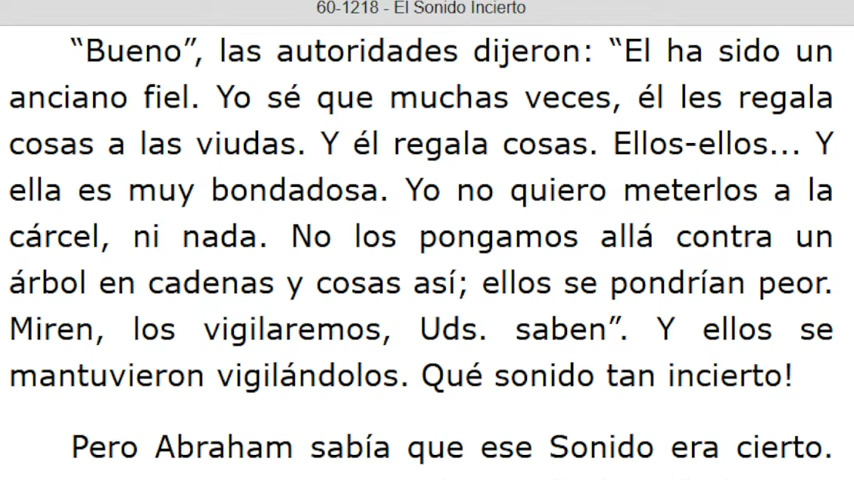 60-1218 - El Sonido Incierto
“Bueno”, las autoridades dijeron: “El ha sido un
anciano fiel. Yo sé que muchas veces, él les regala
cosas a las viudas. Y él regala cosas. Ellos-ellos... Y
ella es muy bondadosa. Yo no quiero meterlos a la
cárcel, ni nada. No los pongamos allá contra un
árbol en cadenas y cosas así; ellos se pondrían peor.
Miren, los vigilaremos, Uds. saben”. Y ellos se
mantuvieron vigilándolos. Qué sonido tan incierto!
Pero Abraham sabía que ese Sonido era cierto.